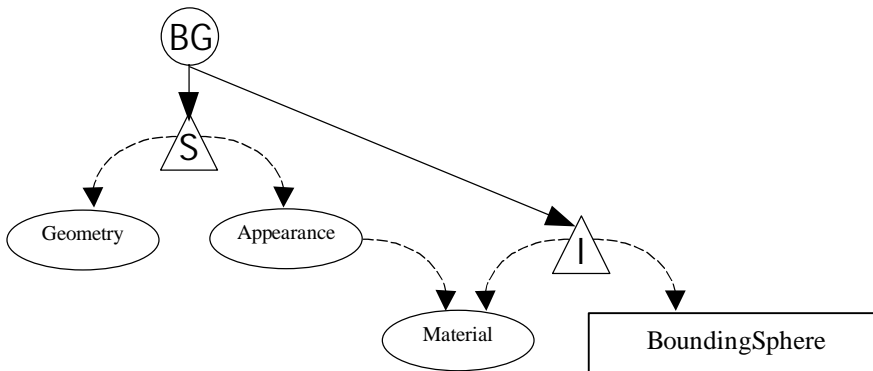 BG
S
Geometry
Appearance
I
Material
BoundingSphere